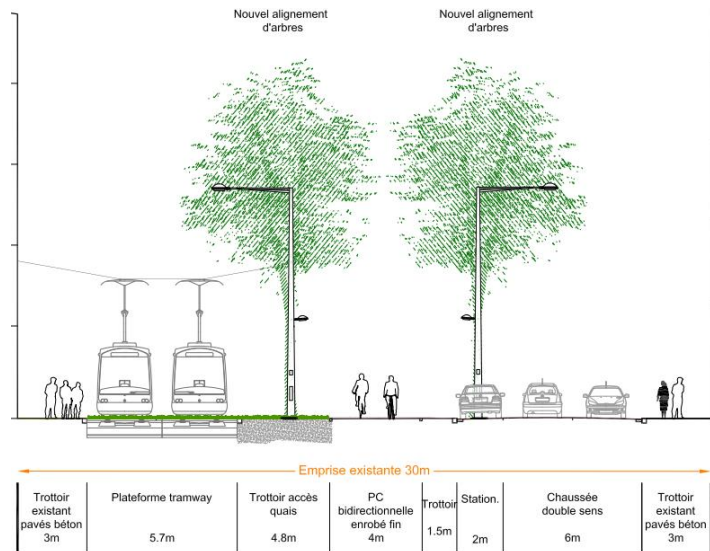 Nouvel alignement
d'arbres
Nouvel alignement
d'arbres
Emprise existante 30m
Trottoir
existant
pavés béton
3m
Plateforme tramway
5.7m
Trottoir accès
quais
4.8m
PC
bidirectionnelle
enrobé fin
4m
Trottoir
1.5m
Station.
2m
Chaussée
double sens
6m
Trottoir
existant
pavés béton
3m